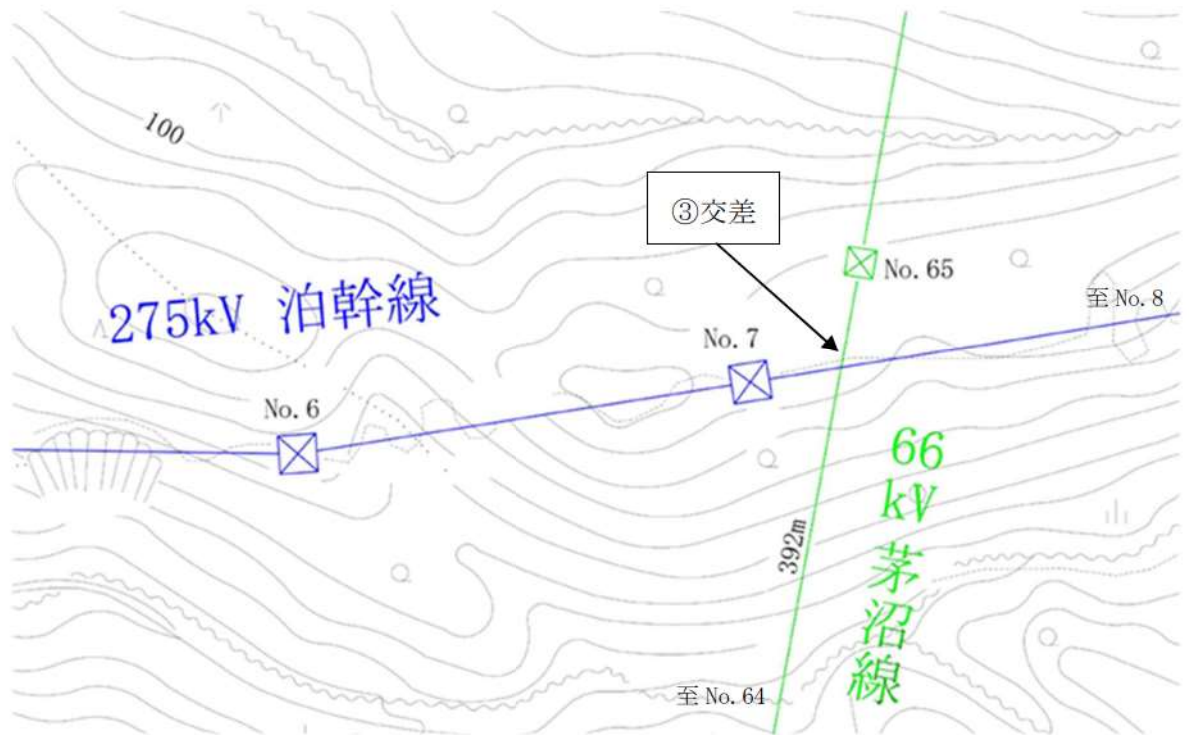 100
③交差
No. 65
至 No. 8
275kV 泊幹線
No. 7
No. 6
66
kV
茅
沼
線
392m
至 No. 64